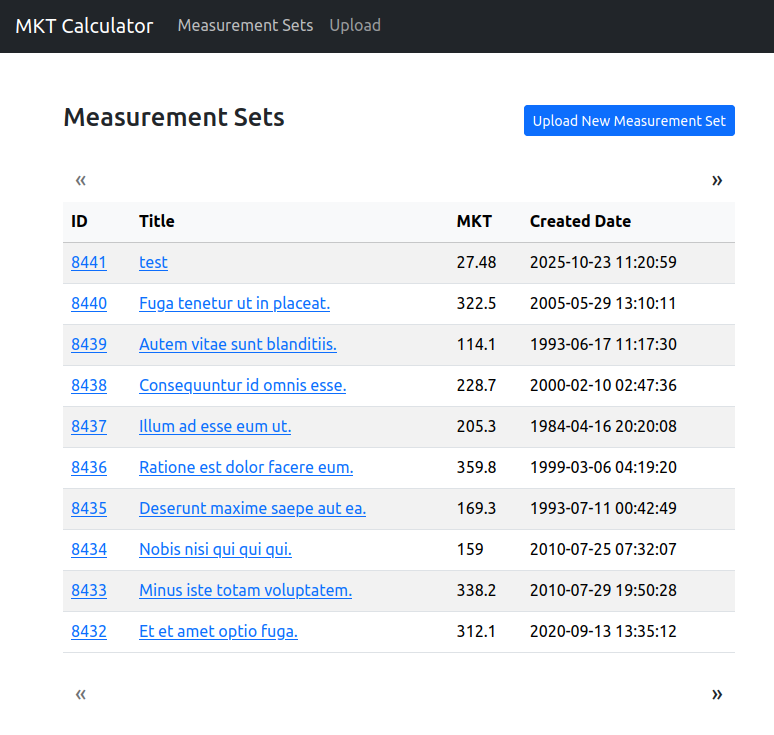 MKT Calculator Measurement Sets Upload
Measurement Sets Upload New Measurement Set
« »
ID Title MKT Created Date
8441 test 27.48 2025-10-23 11:20:59
8440 Fuga tenetur ut in placeat. 322.5 2005-05-29 13:10:11
8439 Autem vitae sunt blanditiis. 114.1 1993-06-17 11:17:30
8438 Consequuntur id omnis esse. 228.7 2000-02-10 02:47:36
8437 Illum ad esse eum ut. 205.3 1984-04-16 20:20:08
8436 Ratione est dolor facere eum. 359.8 1999-03-06 04:19:20
8435 Deserunt maxime saepe aut ea. 169.3 1993-07-11 00:42:49
8434 Nobis nisi qui qui qui. 159 2010-07-25 07:32:07
8433 Minus iste totam voluptatem. 338.2 2010-07-29 19:50:28
8432 Et et amet optio fuga. 312.1 2020-09-13 13:35:12
« »